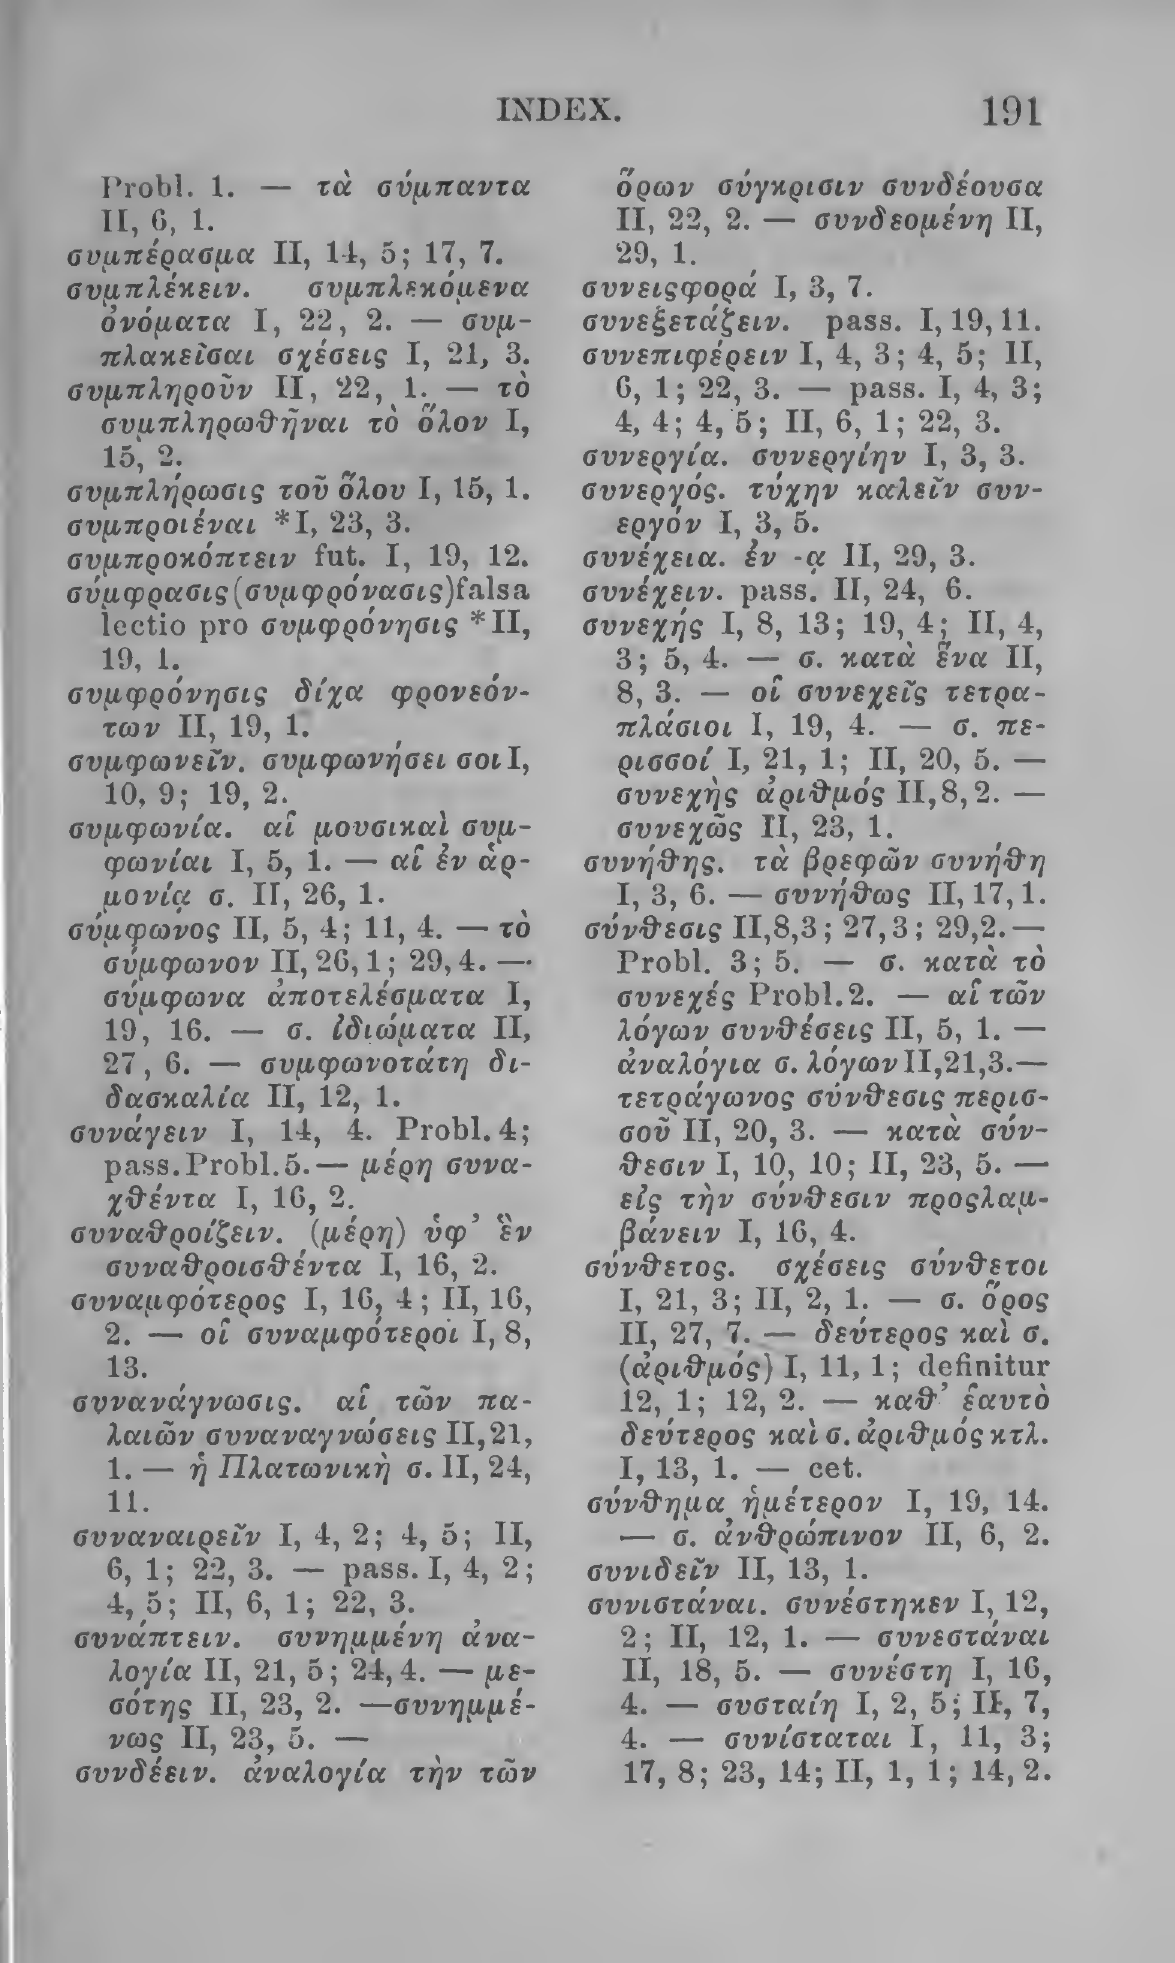 INDEX. 191
Probl. 1. — τὰ σύμπαντα
II, 6, 1.
συμπέρασμα II, 14, 5; 17, 7.
συμπλέκειν. συμπλεκόμενα
ὀνόματα I, 22, 2. — συμ-
πλακεῖσαι σχέσεις I, 21, 3.
συμπληροῦν II, 22, 1. — τὸ
συμπληρωθῆναι τὸ ὅλον I,
15, 2.
συμπλήρωσις τοῦ ὅλου I, 15, 1.
συμπροιέναι *I, 23, 3.
συμπροκόπτειν fut. I, 19, 12.
σύμφρασις (συμφρόνασις) falsa
lectio pro συμφρόνησις *II,
19, 1.
συμφρόνησις δίχα φρονεόν-
των II, 19, 1.
συμφωνεῖν. συμφωνήσει σοι I,
10, 9; 19, 2.
συμφωνία. αἱ μουσικαὶ συμ-
φωνίαι I, 5, 1. — αἱ ἐν ἁρ-
μονίᾳ σ. II, 26, 1.
σύμφωνος II, 5, 4; 11, 4. — τὸ
σύμφωνον II, 26, 1; 29, 4. —
σύμφωνα ἀποτελέσματα I,
19, 16. — σ. ἰδιώματα II,
27, 6. — συμφωνοτάτη δι-
δασκαλία II, 12, 1.
συνάγειν I, 14, 4. Probl. 4;
pass. Probl. 5. — μέρη συνα-
χθέντα I, 16, 2.
συναθροίζειν. (μέρη) ὑφ’ ἓν
συναθροισθέντα I, 16, 2.
συναμφότερος I, 16, 4; II, 16,
2. — οἱ συναμφότεροι I, 8,
13.
συνανάγνωσις. αἱ τῶν πα-
λαιῶν συναναγνώσεις II, 21,
1. — ἡ Πλατωνικὴ σ. II, 24,
11.
συναναιρεῖν I, 4, 2; 4, 5; II,
6, 1; 22, 3. — pass. I, 4, 2;
4, 5; II, 6, 1; 22, 3.
συνάπτειν. συνημμένη ἀνα-
λογία II, 21, 5; 24, 4. — με-
σότης II, 23, 2. — συνημμέ-
νως II, 23, 5. —
συνδέειν. ἀναλογία τὴν τῶν
ὅρων σύγκρισιν συνδέουσα
II, 22, 2. — συνδεομένη II,
29, 1.
συνειςφορά I, 3, 7.
συνεξετάζειν. pass. I, 19, 11.
συνεπιφέρειν I, 4, 3; 4, 5; II,
6, 1; 22, 3. — pass. I, 4, 3;
4, 4; 4, 5; II, 6, 1; 22, 3.
συνεργία. συνεργίην I, 3, 3.
συνεργός. τύχην καλεῖν συν-
εργόν I, 3, 5.
συνέχεια. ἐν -ᾳ II, 29, 3.
συνέχειν. pass. II, 24, 6.
συνεχής I, 8, 13; 19, 4; II, 4,
3; 5, 4. — σ. κατὰ ἕνα II,
8, 3. — οἱ συνεχεῖς τετρα-
πλάσιοι I, 19, 4. — σ. πε-
ρισσοί I, 21, 1; II, 20, 5. —
συνεχὴς ἀριθμός II, 8, 2. —
συνεχῶς II, 23, 1.
συνήθης. τὰ βρεφῶν συνήθη
I, 3, 6. — συνήθως II, 17, 1.
σύνθεσις II, 8, 3; 27, 3; 29, 2. —
Probl. 3; 5. — σ. κατὰ τὸ
συνεχές Probl. 2. — αἱ τῶν
λόγων συνθέσεις II, 5, 1. —
ἀναλόγια σ. λόγων II, 21, 3. —
τετράγωνος σύνθεσις περισ-
σοῦ II, 20, 3. — κατὰ σύν-
θεσιν I, 10, 10; II, 23, 5. —
εἰς τὴν σύνθεσιν προςλαμ-
βάνειν I, 16, 4.
σύνθετος. σχέσεις σύνθετοι
I, 21, 3; II, 2, 1. — σ. ὅρος
II, 27, 7. — δεύτερος καὶ σ.
(ἀριθμός) I, 11, 1; definitur
12, 1; 12, 2. — καθ’ ἑαυτὸ
δεύτερος καὶ σ. ἀριθμός κτλ.
I, 13, 1. — cet.
σύνθημα ἡμέτερον I, 19, 14.
— σ. ἀνθρώπινον II, 6, 2.
συνιδεῖν II, 13, 1.
συνιστάναι. συνέστηκεν I, 12,
2; II, 12, 1. — συνεστάναι
II, 18, 5. — συνέστη I, 16,
4. — συσταίη I, 2, 5; II, 7,
4. — συνίσταται I, 11, 3;
17, 8; 23, 14; II, 1, 1; 14, 2.